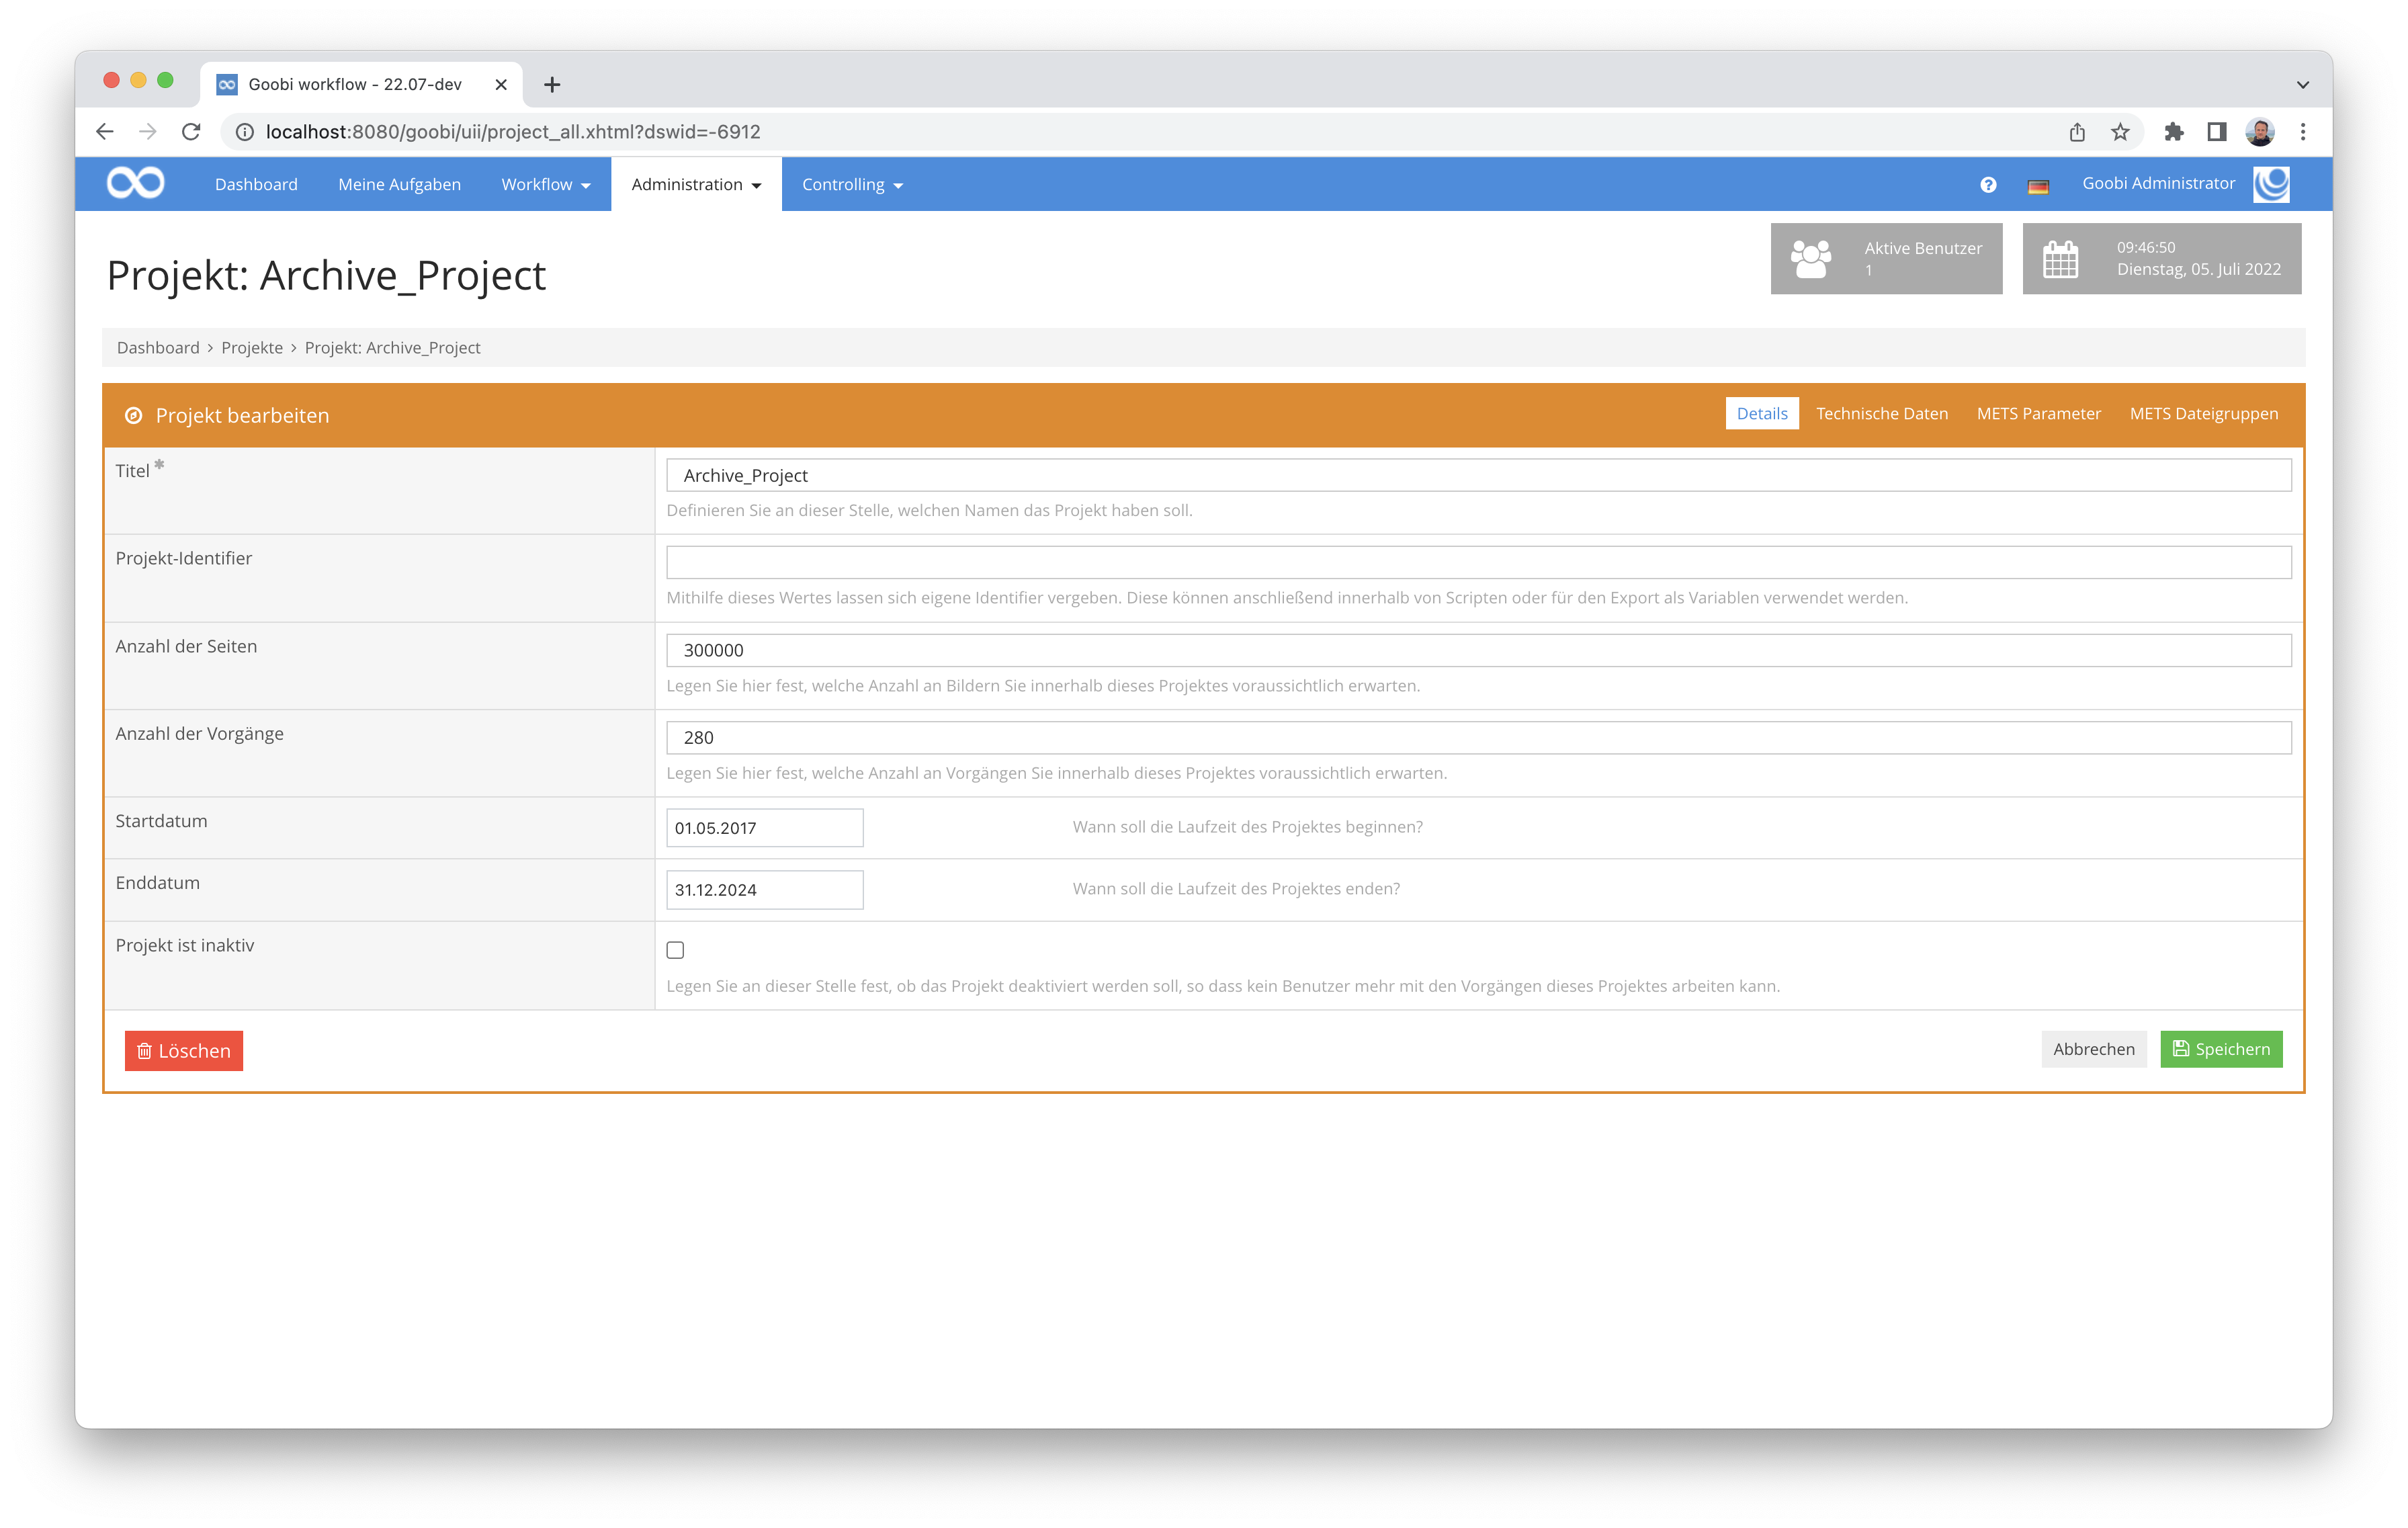 Goobi workflow - 22.07-dev
localhost:8080/goobi/uii/project_all.xhtml?dswid=-6912
Dashboard Meine Aufgaben Workflow Administration Controlling Goobi Administrator
Projekt: Archive_Project
Aktive Benutzer
1
09:46:50
Dienstag, 05. Juli 2022
Dashboard > Projekte > Projekt: Archive_Project
Projekt bearbeiten Details Technische Daten METS Parameter METS Dateigruppen
Titel * Archive_Project
Definieren Sie an dieser Stelle, welchen Namen das Projekt haben soll.
Projekt-Identifier
Mithilfe dieses Wertes lassen sich eigene Identifier vergeben. Diese können anschließend innerhalb von Scripten oder für den Export als Variablen verwendet werden.
Anzahl der Seiten 300000
Legen Sie hier fest, welche Anzahl an Bildern Sie innerhalb dieses Projektes voraussichtlich erwarten.
Anzahl der Vorgänge 280
Legen Sie hier fest, welche Anzahl an Vorgängen Sie innerhalb dieses Projektes voraussichtlich erwarten.
Startdatum 01.05.2017 Wann soll die Laufzeit des Projektes beginnen?
Enddatum 31.12.2024 Wann soll die Laufzeit des Projektes enden?
Projekt ist inaktiv
Legen Sie an dieser Stelle fest, ob das Projekt deaktiviert werden soll, so dass kein Benutzer mehr mit den Vorgängen dieses Projektes arbeiten kann.
Löschen Abbrechen Speichern